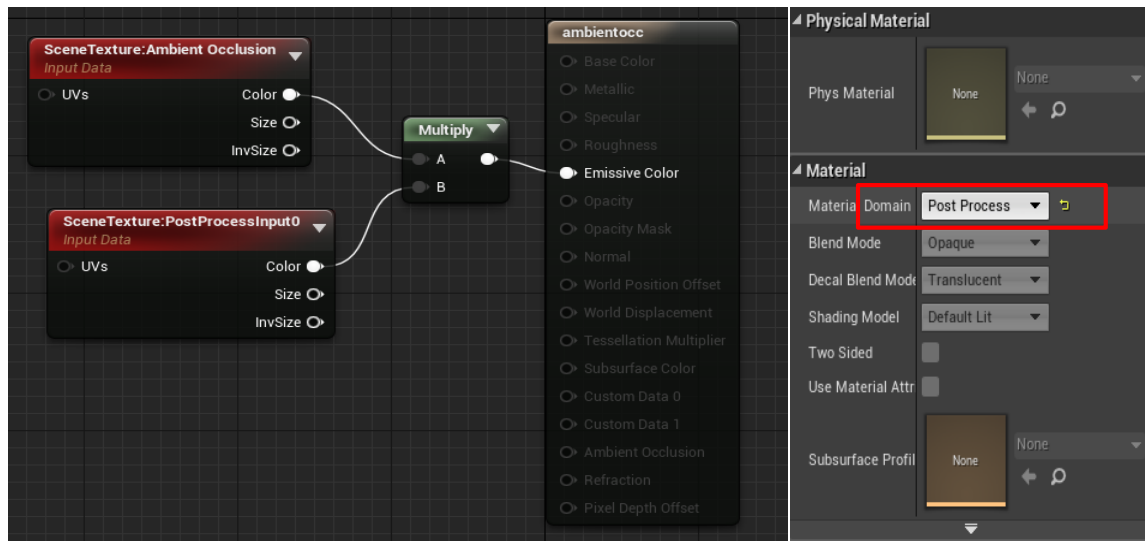 SceneTexture:Ambient Occlusion
Input Data
UVs
Color
Size
InvSize
SceneTexture:PostProcessInput0
Input Data
UVs
Color
Size
InvSize
Multiply
A
B
ambientocc
Base Color
Metallic
Specular
Roughness
Emissive Color
Opacity
Opacity Mask
Normal
World Position Offset
World Displacement
Tessellation Multiplier
Subsurface Color
Custom Data 0
Custom Data 1
Ambient Occlusion
Refraction
Pixel Depth Offset
Physical Material
Phys Material
None
None
Material
Material Domain
Post Process
Blend Mode
Opaque
Decal Blend Mode
Translucent
Shading Model
Default Lit
Two Sided
Use Material Attr
Subsurface Profil
None
None